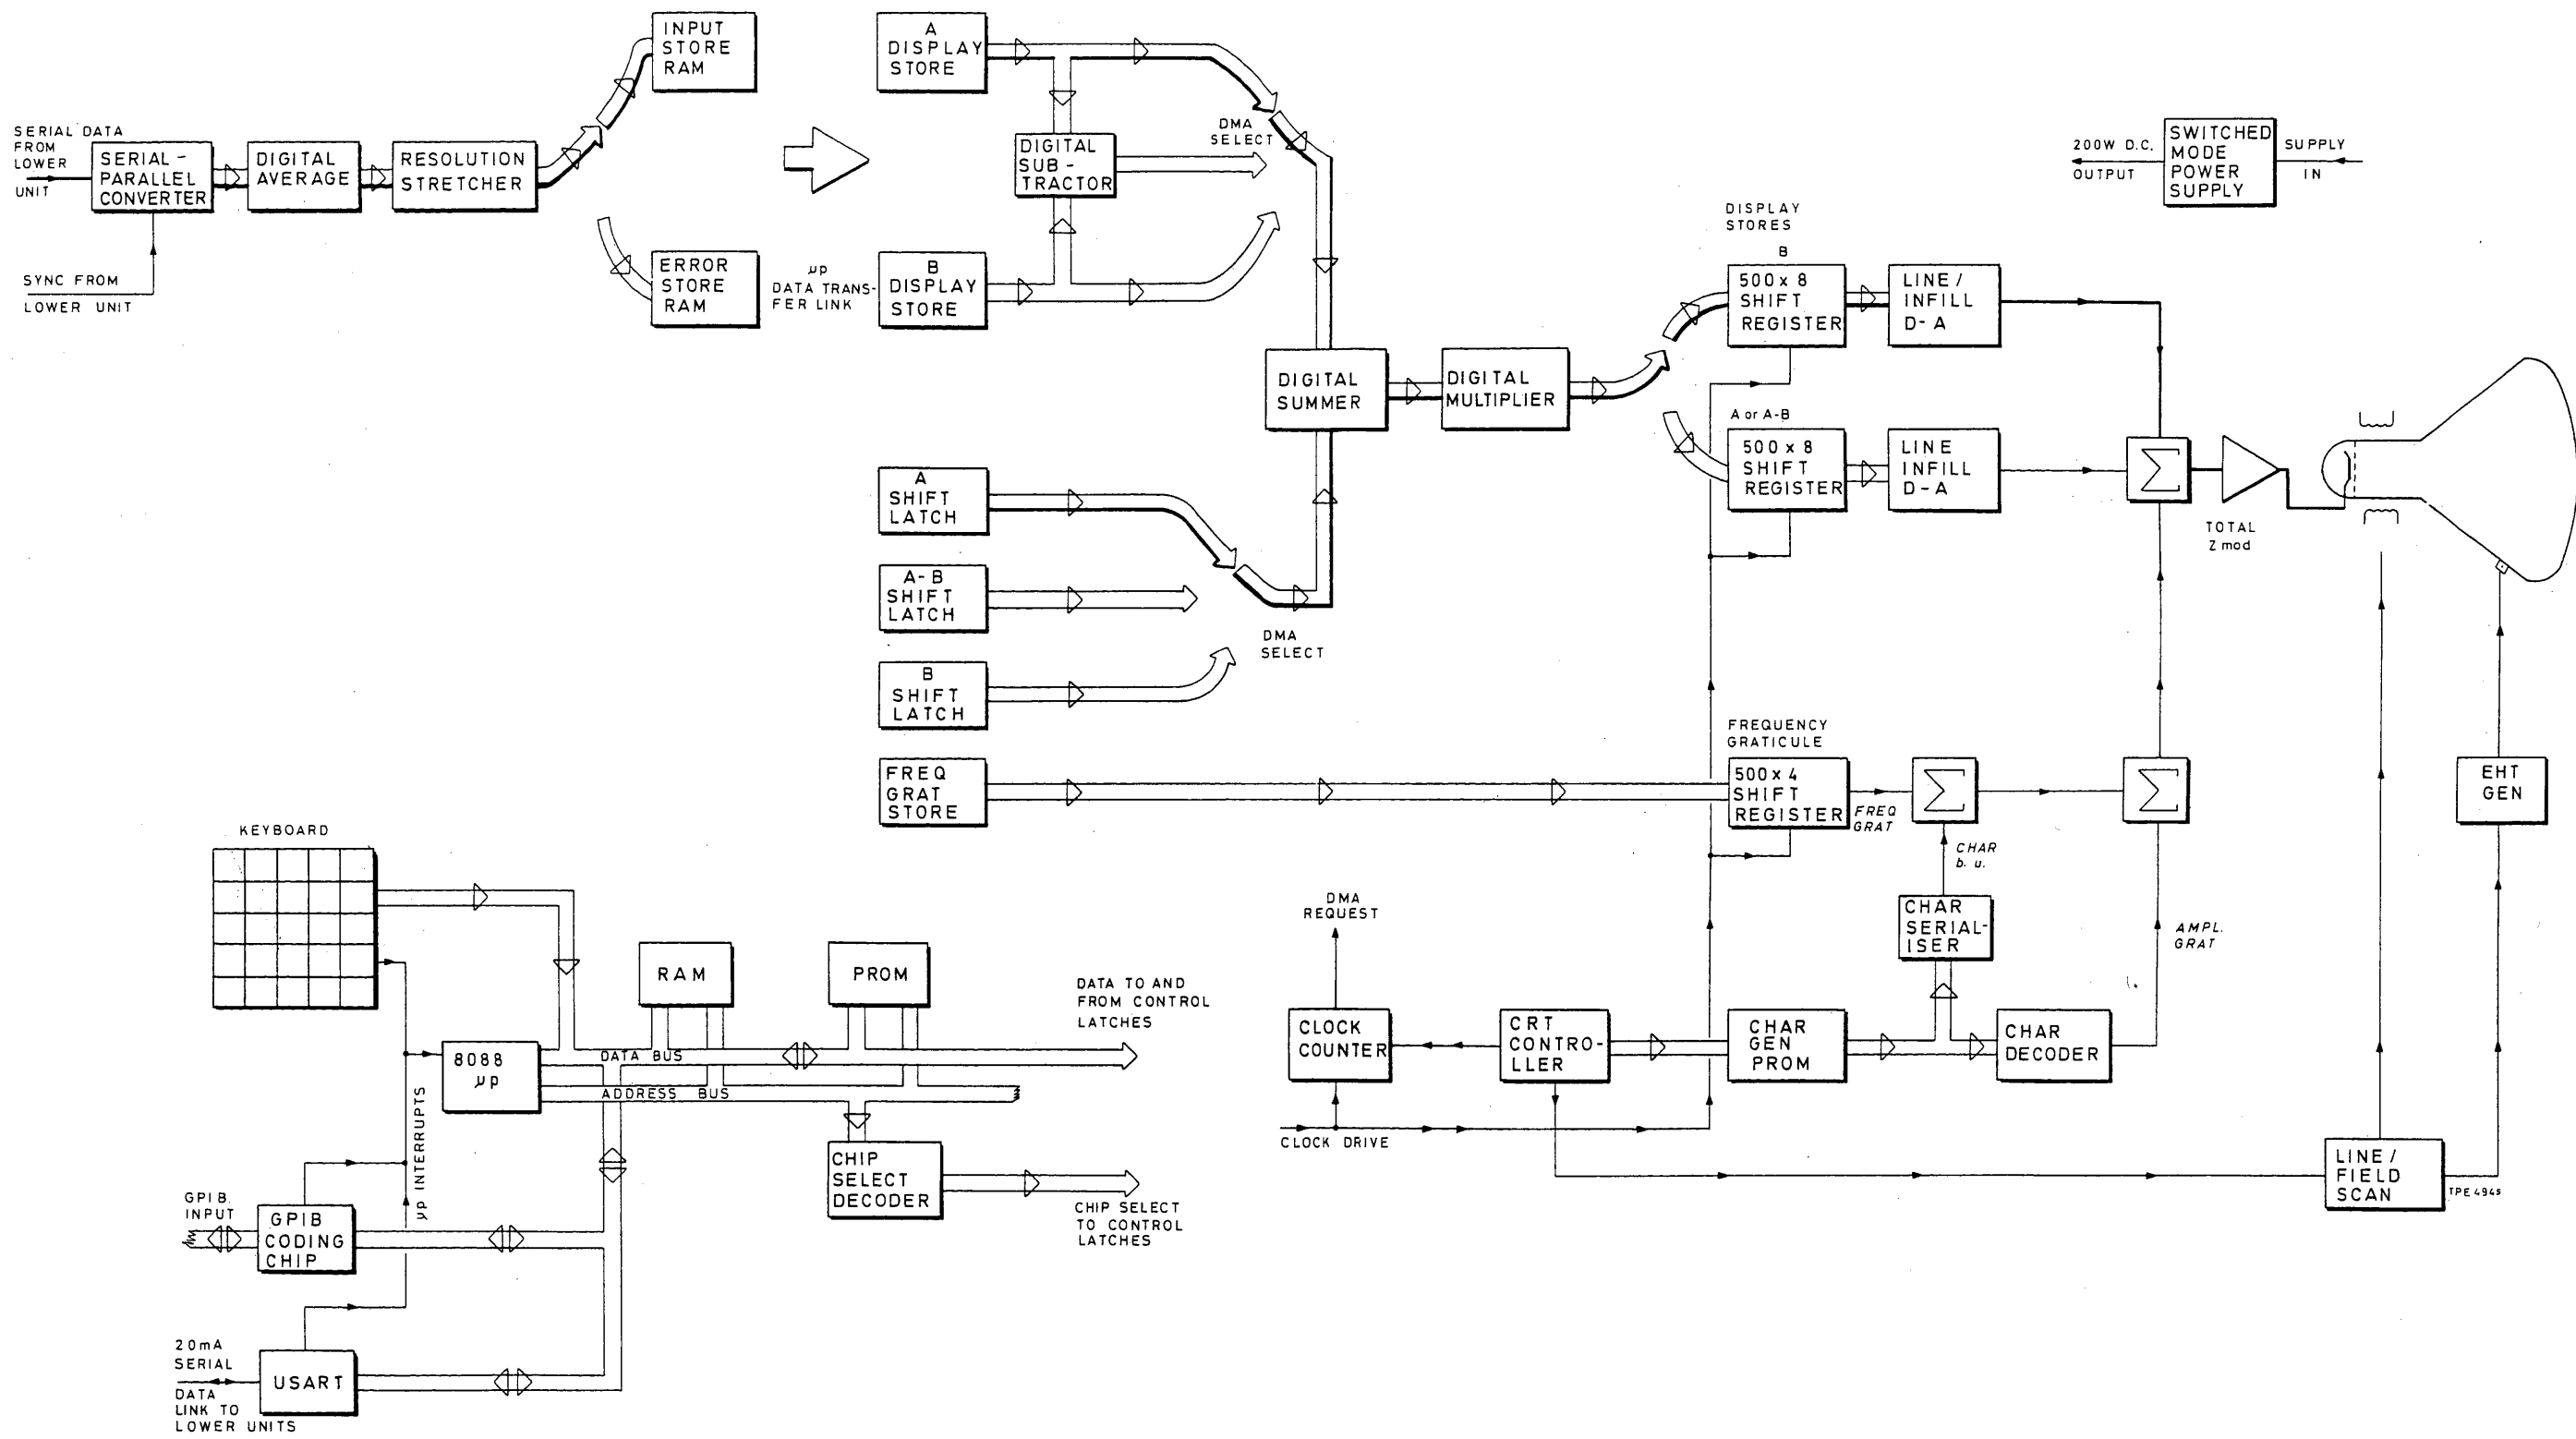 SERIAL DATA
FROM
LOWER
UNIT
SERIAL-
PARALLEL
CONVERTER
SYNC FROM
LOWER UNIT
DIGITAL
AVERAGE
RESOLUTION
STRETCHER
INPUT
STORE
RAM
ERROR
STORE
RAM
μp
DATA TRANS-
FER LINK
A
DISPLAY
STORE
DIGITAL
SUB-
TRACTOR
B
DISPLAY
STORE
DMA
SELECT
200W D.C.
OUTPUT
SWITCHED
MODE
POWER
SUPPLY
SUPPLY
IN
DIGITAL
SUMMER
DIGITAL
MULTIPLIER
DISPLAY
STORES
B
500 x 8
SHIFT
REGISTER
LINE/
INFILL
D-A
A or A-B
500 x 8
SHIFT
REGISTER
LINE
INFILL
D-A
Σ
TOTAL
Z mod
A
SHIFT
LATCH
A-B
SHIFT
LATCH
B
SHIFT
LATCH
DMA
SELECT
FREQ
GRAT
STORE
FREQUENCY
GRATICULE
500 x 4
SHIFT
REGISTER
FREQ
GRAT
Σ
Σ
EHT
GEN
CHAR
b. u.
CHAR
SERIAL-
ISER
AMPL.
GRAT
KEYBOARD
RAM
PROM
DATA TO AND
FROM CONTROL
LATCHES
8088
μp
DATA BUS
ADDRESS BUS
μp INTERRUPTS
CHIP
SELECT
DECODER
CHIP SELECT
TO CONTROL
LATCHES
GPIB
INPUT
GPIB
CODING
CHIP
20mA
SERIAL
DATA
LINK TO
LOWER UNITS
USART
DMA
REQUEST
CLOCK
COUNTER
CLOCK DRIVE
CRT
CONTRO-
LLER
CHAR
GEN
PROM
CHAR
DECODER
LINE/
FIELD
SCAN
TPE 4945